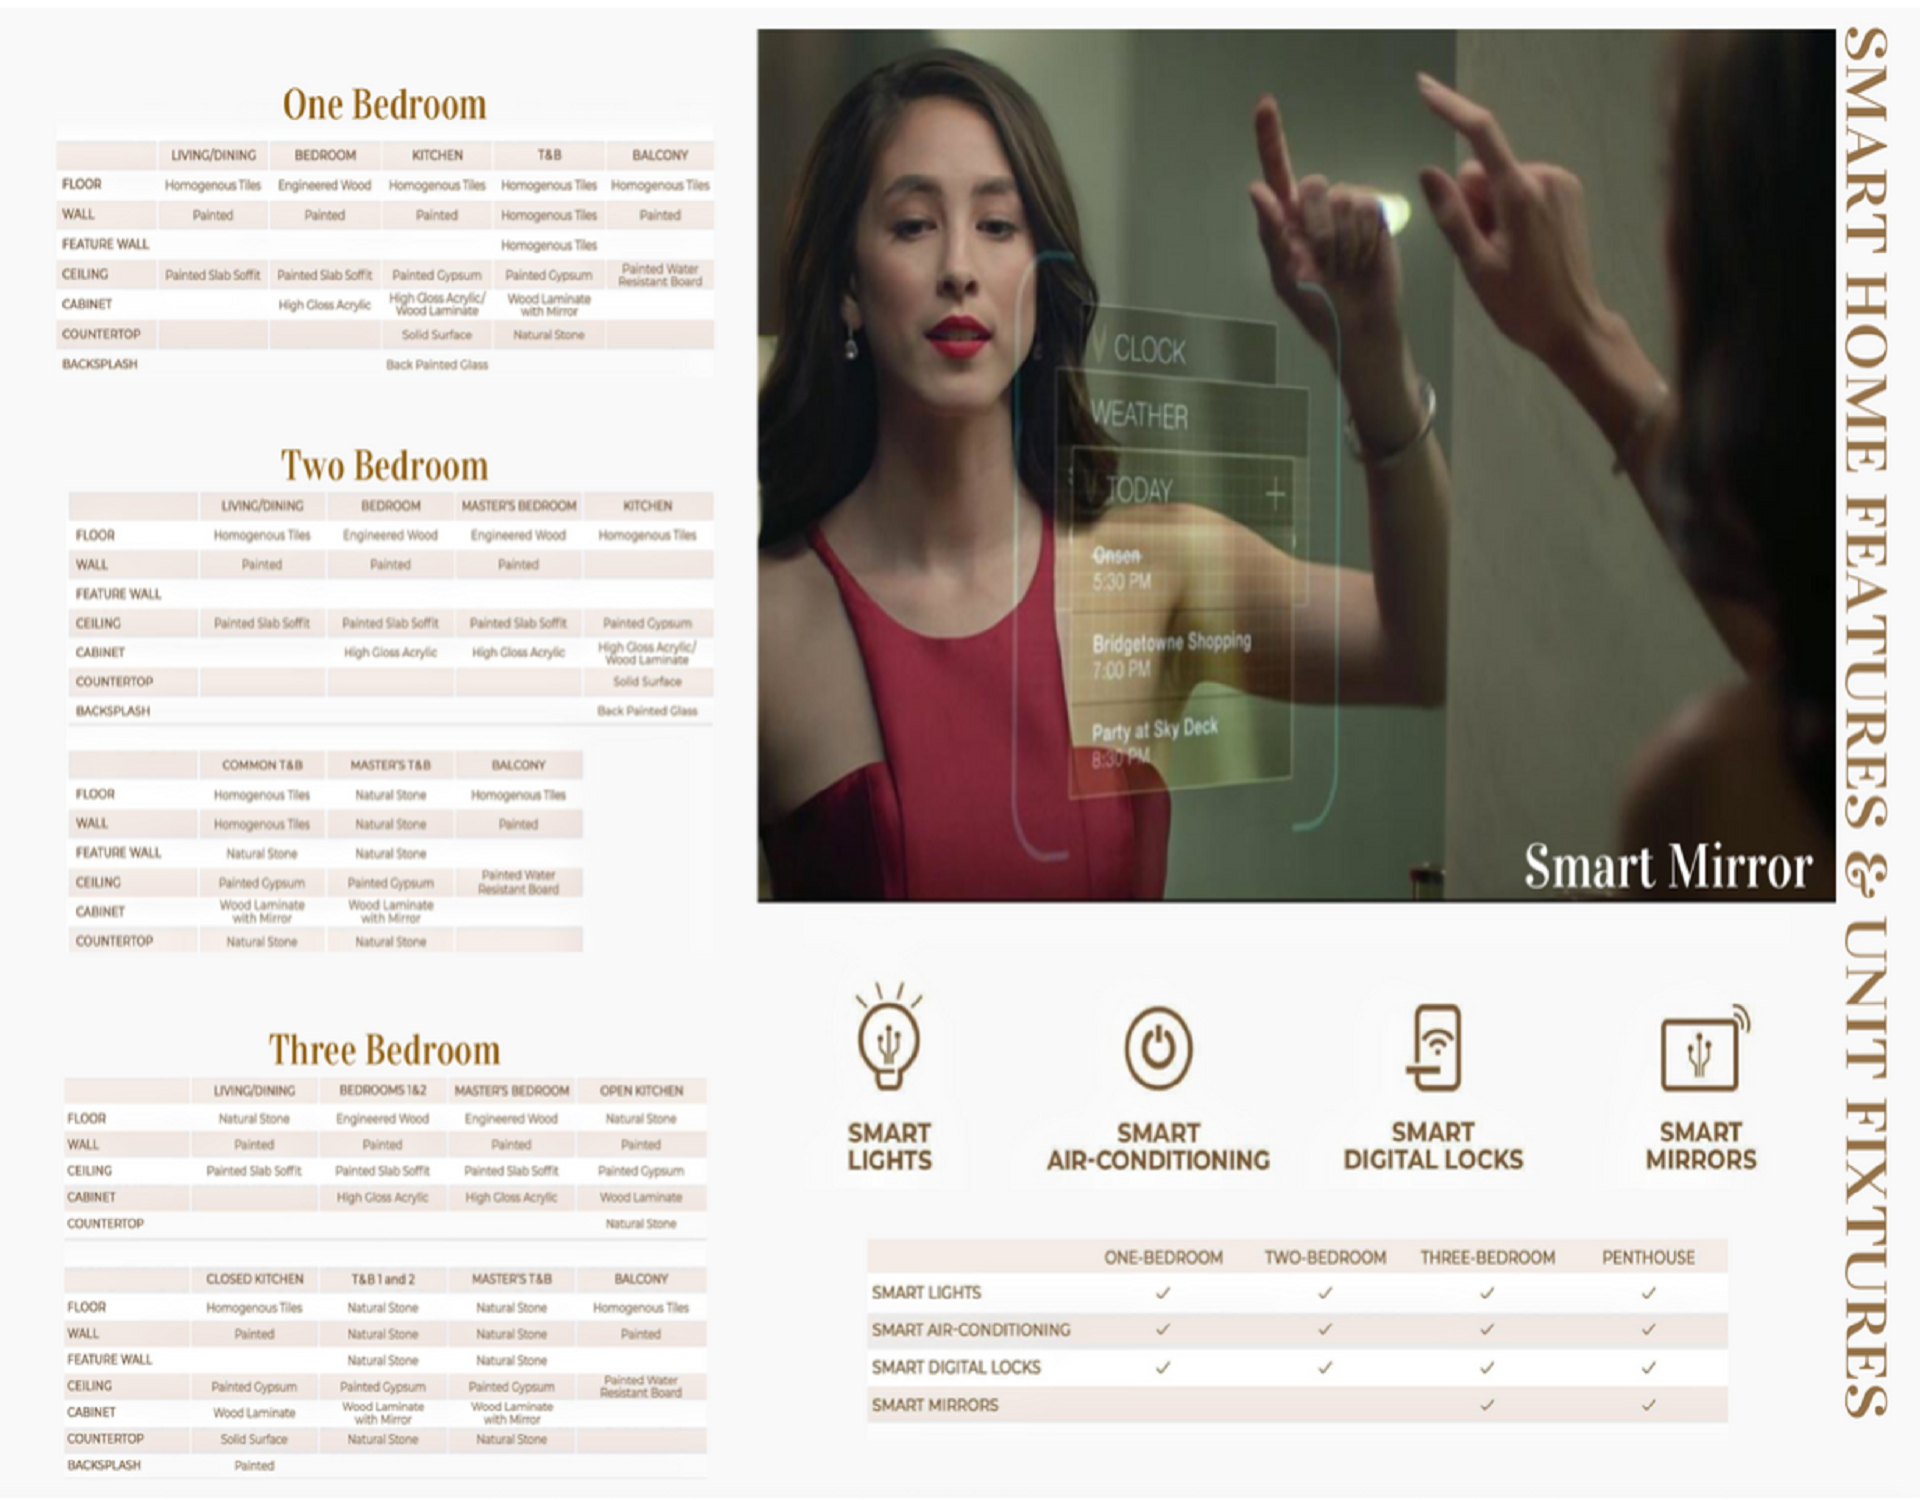 One Bedroom
LIVING/DINING BEDROOM KITCHEN T&B BALCONY
FLOOR Homogenous Tiles Engineered Wood Homogenous Tiles Homogenous Tiles Homogenous Tiles
WALL Painted Painted Painted Homogenous Tiles Painted
FEATURE WALL Homogenous Tiles
CEILING Painted Slab Soffit Painted Slab Soffit Painted Gypsum Painted Gypsum Painted Water Resistant Board
CABINET High Gloss Acrylic High Gloss Acrylic/ Wood Laminate Wood Laminate with Mirror
COUNTERTOP Solid Surface Natural Stone
BACKSPLASH Back Painted Glass
Two Bedroom
LIVING/DINING BEDROOM MASTER'S BEDROOM KITCHEN
FLOOR Homogenous Tiles Engineered Wood Engineered Wood Homogenous Tiles
WALL Painted Painted Painted
FEATURE WALL
CEILING Painted Slab Soffit Painted Slab Soffit Painted Slab Soffit Painted Gypsum
CABINET High Gloss Acrylic High Gloss Acrylic High Gloss Acrylic/ Wood Laminate
COUNTERTOP Solid Surface
BACKSPLASH Back Painted Glass
COMMON T&B MASTER'S T&B BALCONY
FLOOR Homogenous Tiles Natural Stone Homogenous Tiles
WALL Homogenous Tiles Natural Stone Painted
FEATURE WALL Natural Stone Natural Stone
CEILING Painted Gypsum Painted Gypsum Painted Water Resistant Board
CABINET Wood Laminate with Mirror Wood Laminate with Mirror
COUNTERTOP Natural Stone Natural Stone
Three Bedroom
LIVING/DINING BEDROOMS 1&2 MASTER'S BEDROOM OPEN KITCHEN
FLOOR Natural Stone Engineered Wood Engineered Wood Natural Stone
WALL Painted Painted Painted Painted
CEILING Painted Slab Soffit Painted Slab Soffit Painted Slab Soffit Painted Gypsum
CABINET High Gloss Acrylic High Gloss Acrylic Wood Laminate
COUNTERTOP Natural Stone
CLOSED KITCHEN T&B 1 and 2 MASTER'S T&B BALCONY
FLOOR Homogenous Tiles Natural Stone Natural Stone Homogenous Tiles
WALL Painted Natural Stone Natural Stone Painted
FEATURE WALL Natural Stone Natural Stone
CEILING Painted Gypsum Painted Gypsum Painted Gypsum Painted Water Resistant Board
CABINET Wood Laminate Wood Laminate with Mirror Wood Laminate with Mirror
COUNTERTOP Solid Surface Natural Stone Natural Stone
BACKSPLASH Painted
CLOCK
WEATHER
TODAY +
Onsen
5:30 PM
Bridgetowne Shopping
7:00 PM
Party at Sky Deck
8:30 PM
Smart Mirror
SMART LIGHTS
SMART AIR-CONDITIONING
SMART DIGITAL LOCKS
SMART MIRRORS
ONE-BEDROOM TWO-BEDROOM THREE-BEDROOM PENTHOUSE
SMART LIGHTS ✓ ✓ ✓ ✓
SMART AIR-CONDITIONING ✓ ✓ ✓ ✓
SMART DIGITAL LOCKS ✓ ✓ ✓ ✓
SMART MIRRORS ✓ ✓
SMART HOME FEATURES & UNIT FIXTURES